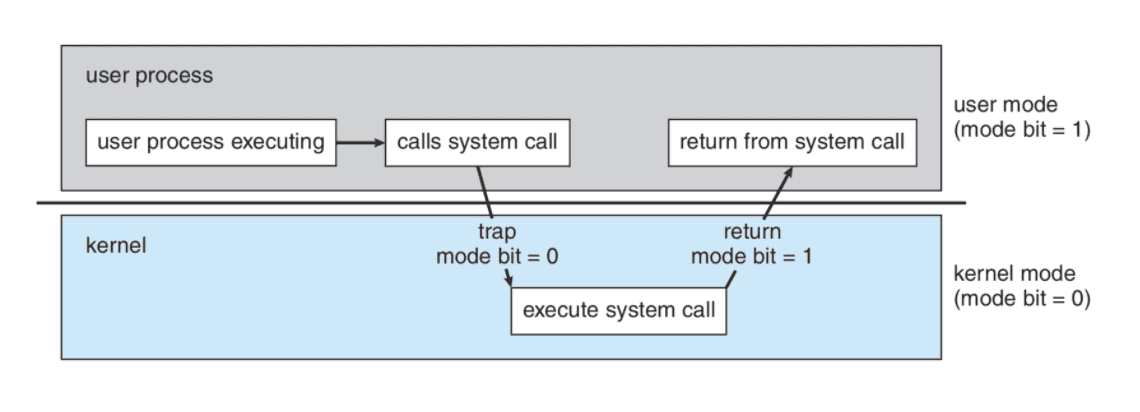 user process
user process executing
calls system call
return from system call
user mode
(mode bit = 1)
kernel
trap
mode bit = 0
return
mode bit = 1
execute system call
kernel mode
(mode bit = 0)